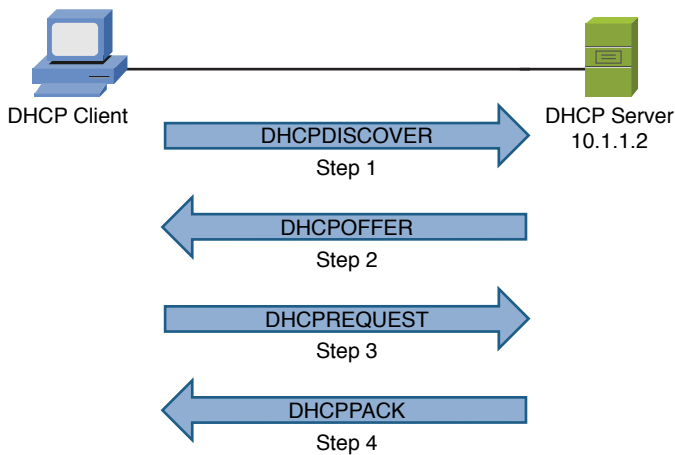 DHCP Client
DHCP Server
10.1.1.2
DHCPDISCOVER
Step 1
DHCPOFFER
Step 2
DHCPREQUEST
Step 3
DHCPPACK
Step 4